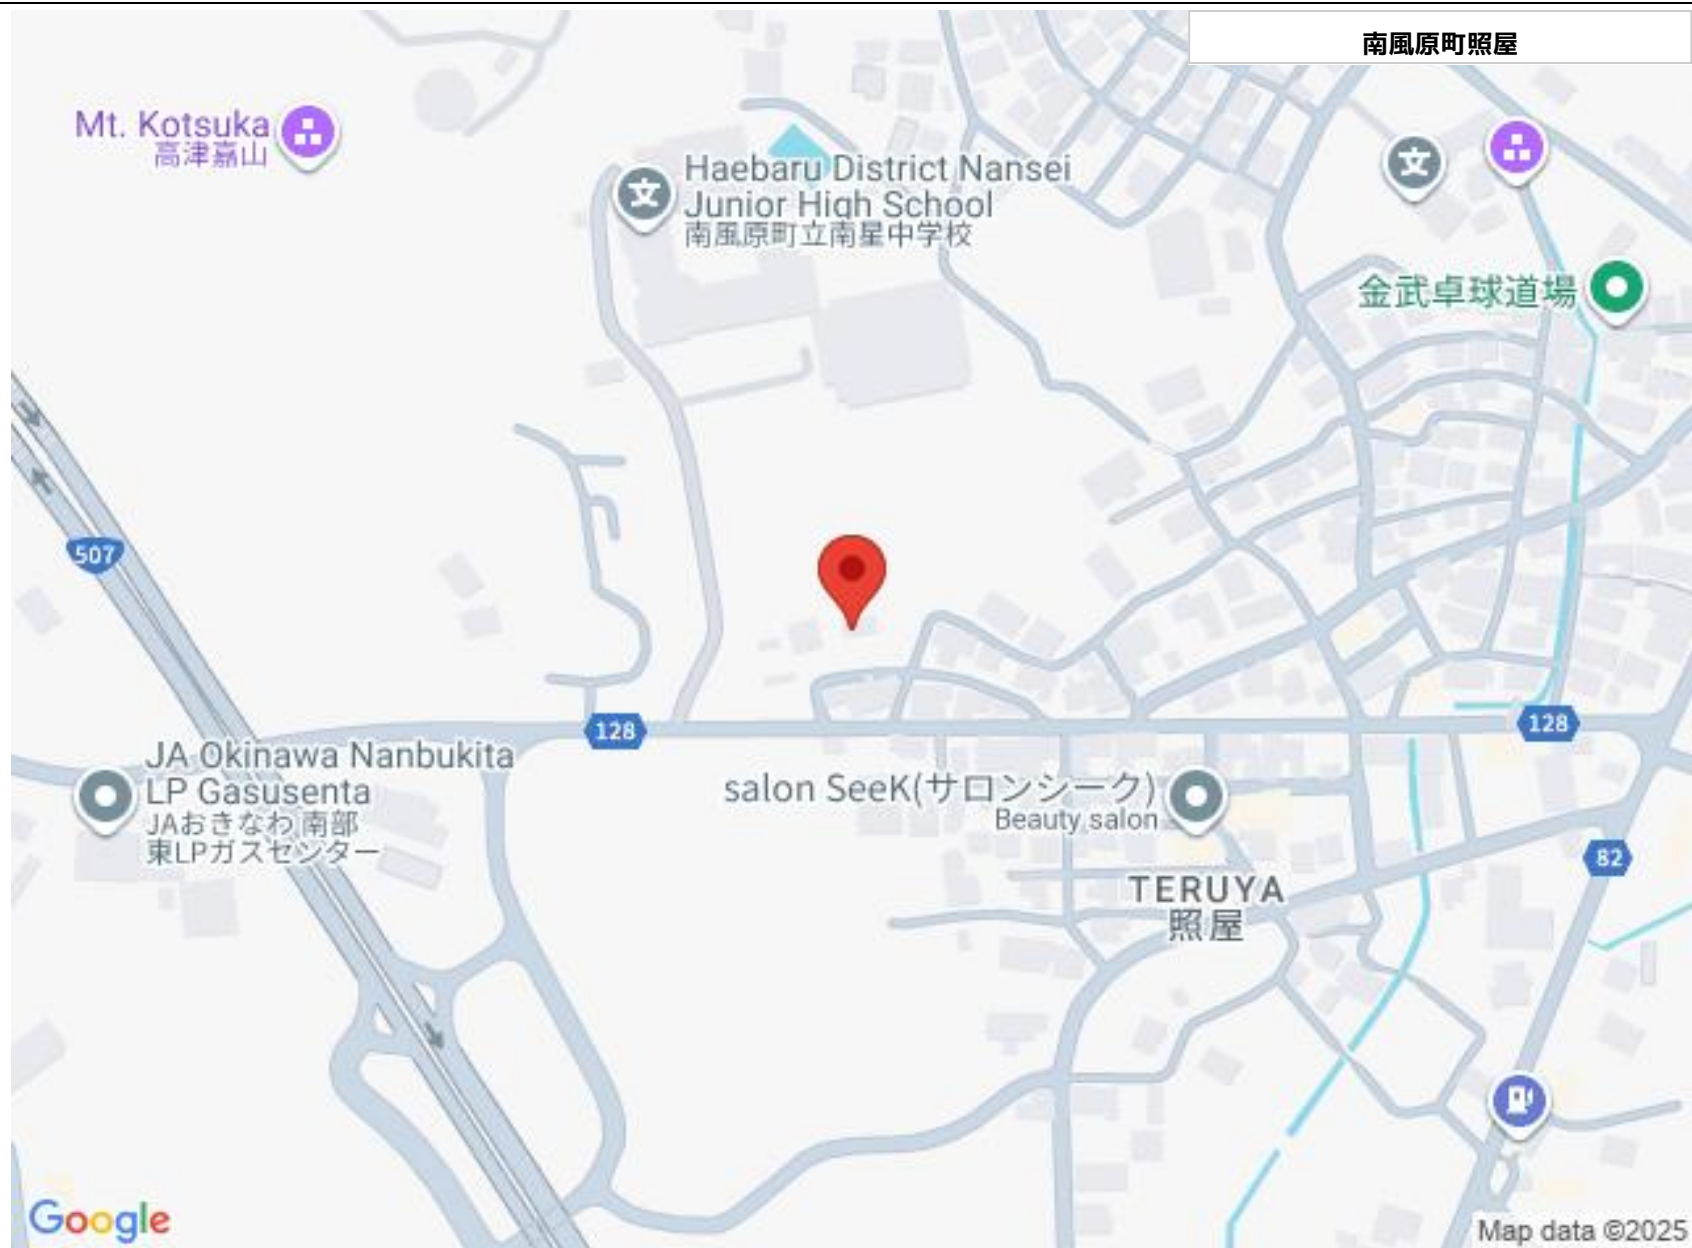 南風原町照屋
Mt. Kotsuka
高津嘉山
文
Haebaru District Nansei
Junior High School
南風原町立南星中学校
文
金武卓球道場
507
128
128
JA Okinawa Nanbukita
LP Gasusenta
JAおきなわ 南部
東LPガスセンター
salon SeeK(サロンシーク)
Beauty salon
82
TERUYA
照屋
Google
Map data ©2025